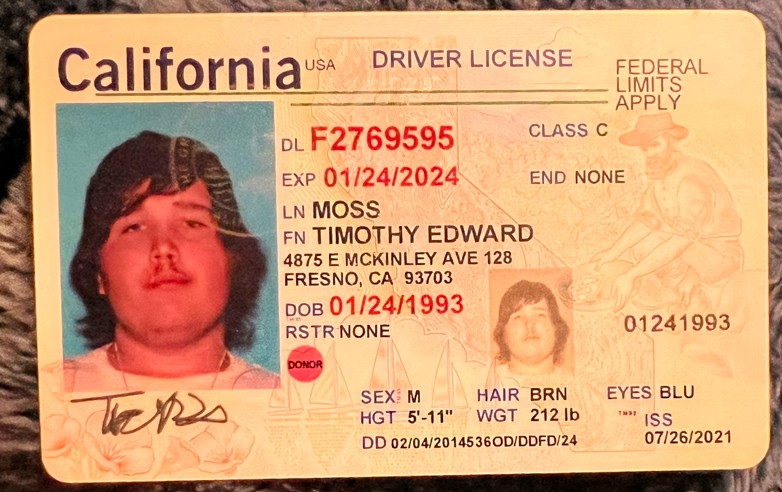 California USA DRIVER LICENSE
FEDERAL
LIMITS
APPLY
DL F2769595 CLASS C
EXP 01/24/2024 END NONE
LN MOSS
FN TIMOTHY EDWARD
4875 E MCKINLEY AVE 128
FRESNO, CA 93703
DOB 01/24/1993
RSTR NONE
01241993
DONOR
SEX M HAIR BRN EYES BLU
HGT 5'-11" WGT 212 lb
ISS
DD 02/04/2014536OD/DDFD/24 07/26/2021